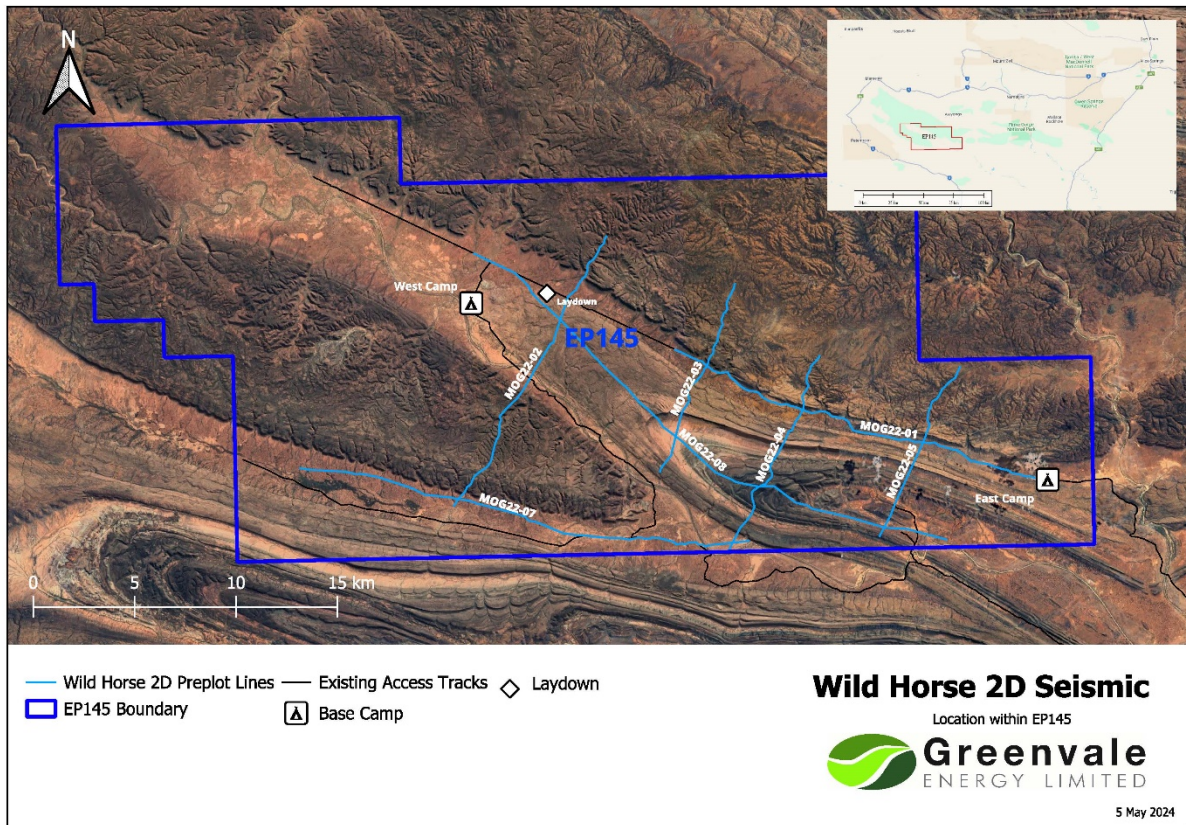 N
EP145
West Camp
Laydown
EP145
MOG22-02
MOG22-03
MOG22-04
MOG22-01
MOG22-08
MOG22-05
East Camp
MOG22-07
0 5 10 15 km
Wild Horse 2D Preplot Lines
Existing Access Tracks
Laydown
EP145 Boundary
Base Camp
Wild Horse 2D Seismic
Location within EP145
Greenvale
ENERGY LIMITED
5 May 2024